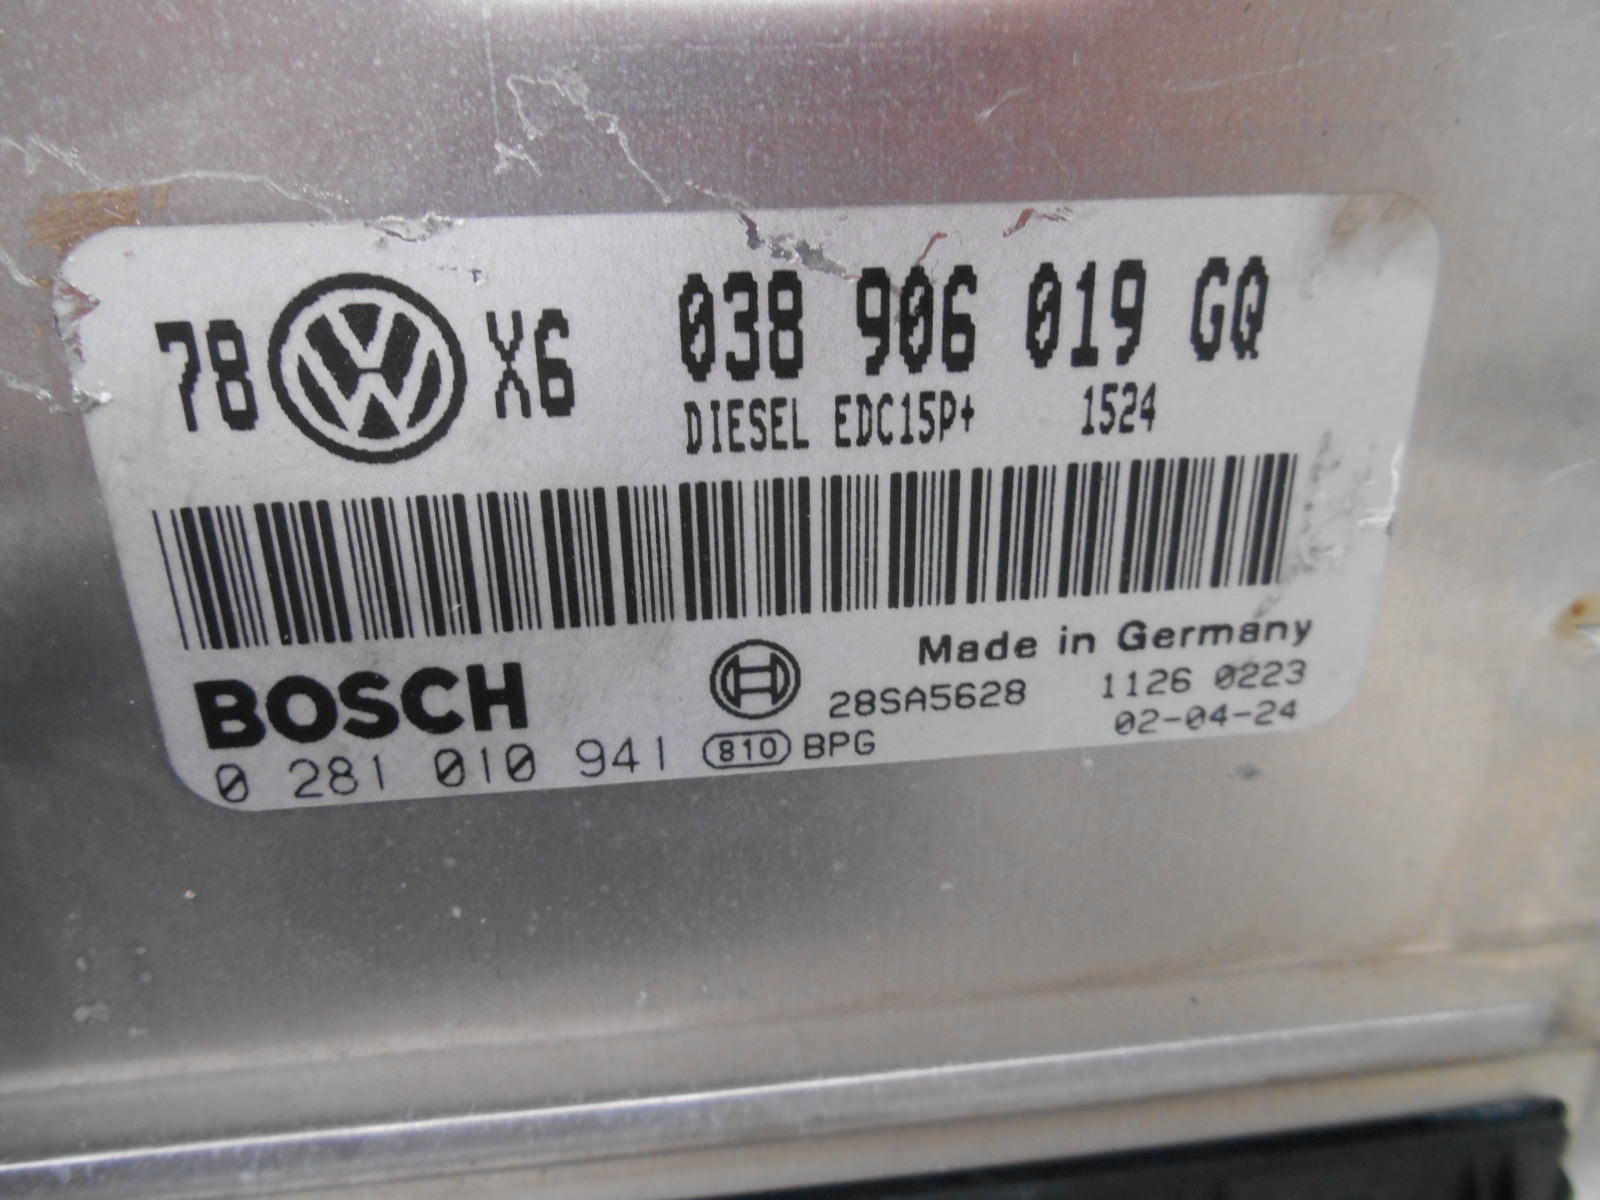 78 VW X6 038 906 019 GQ
DIESEL EDC15P+ 1524
Made in Germany
BOSCH 28SA5628 1126 0223
02-04-24
0 281 010 941 810 BPG